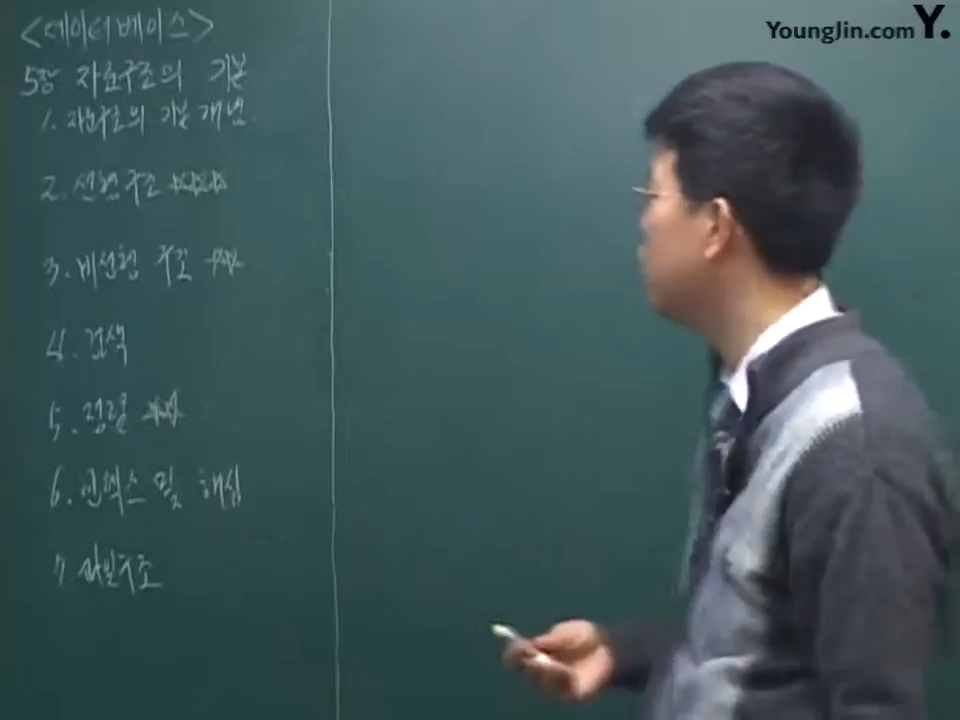 <데이터베이스>
5장 자료구조의 기본
1. 자료구조의 기본 개념
2. 선형구조 ☆☆☆
3. 비선형 구조 ☆☆
4. 검색
5. 정렬 ☆☆
6. 인덱스 및 해싱
7 파일구조
YoungJin.com Y.